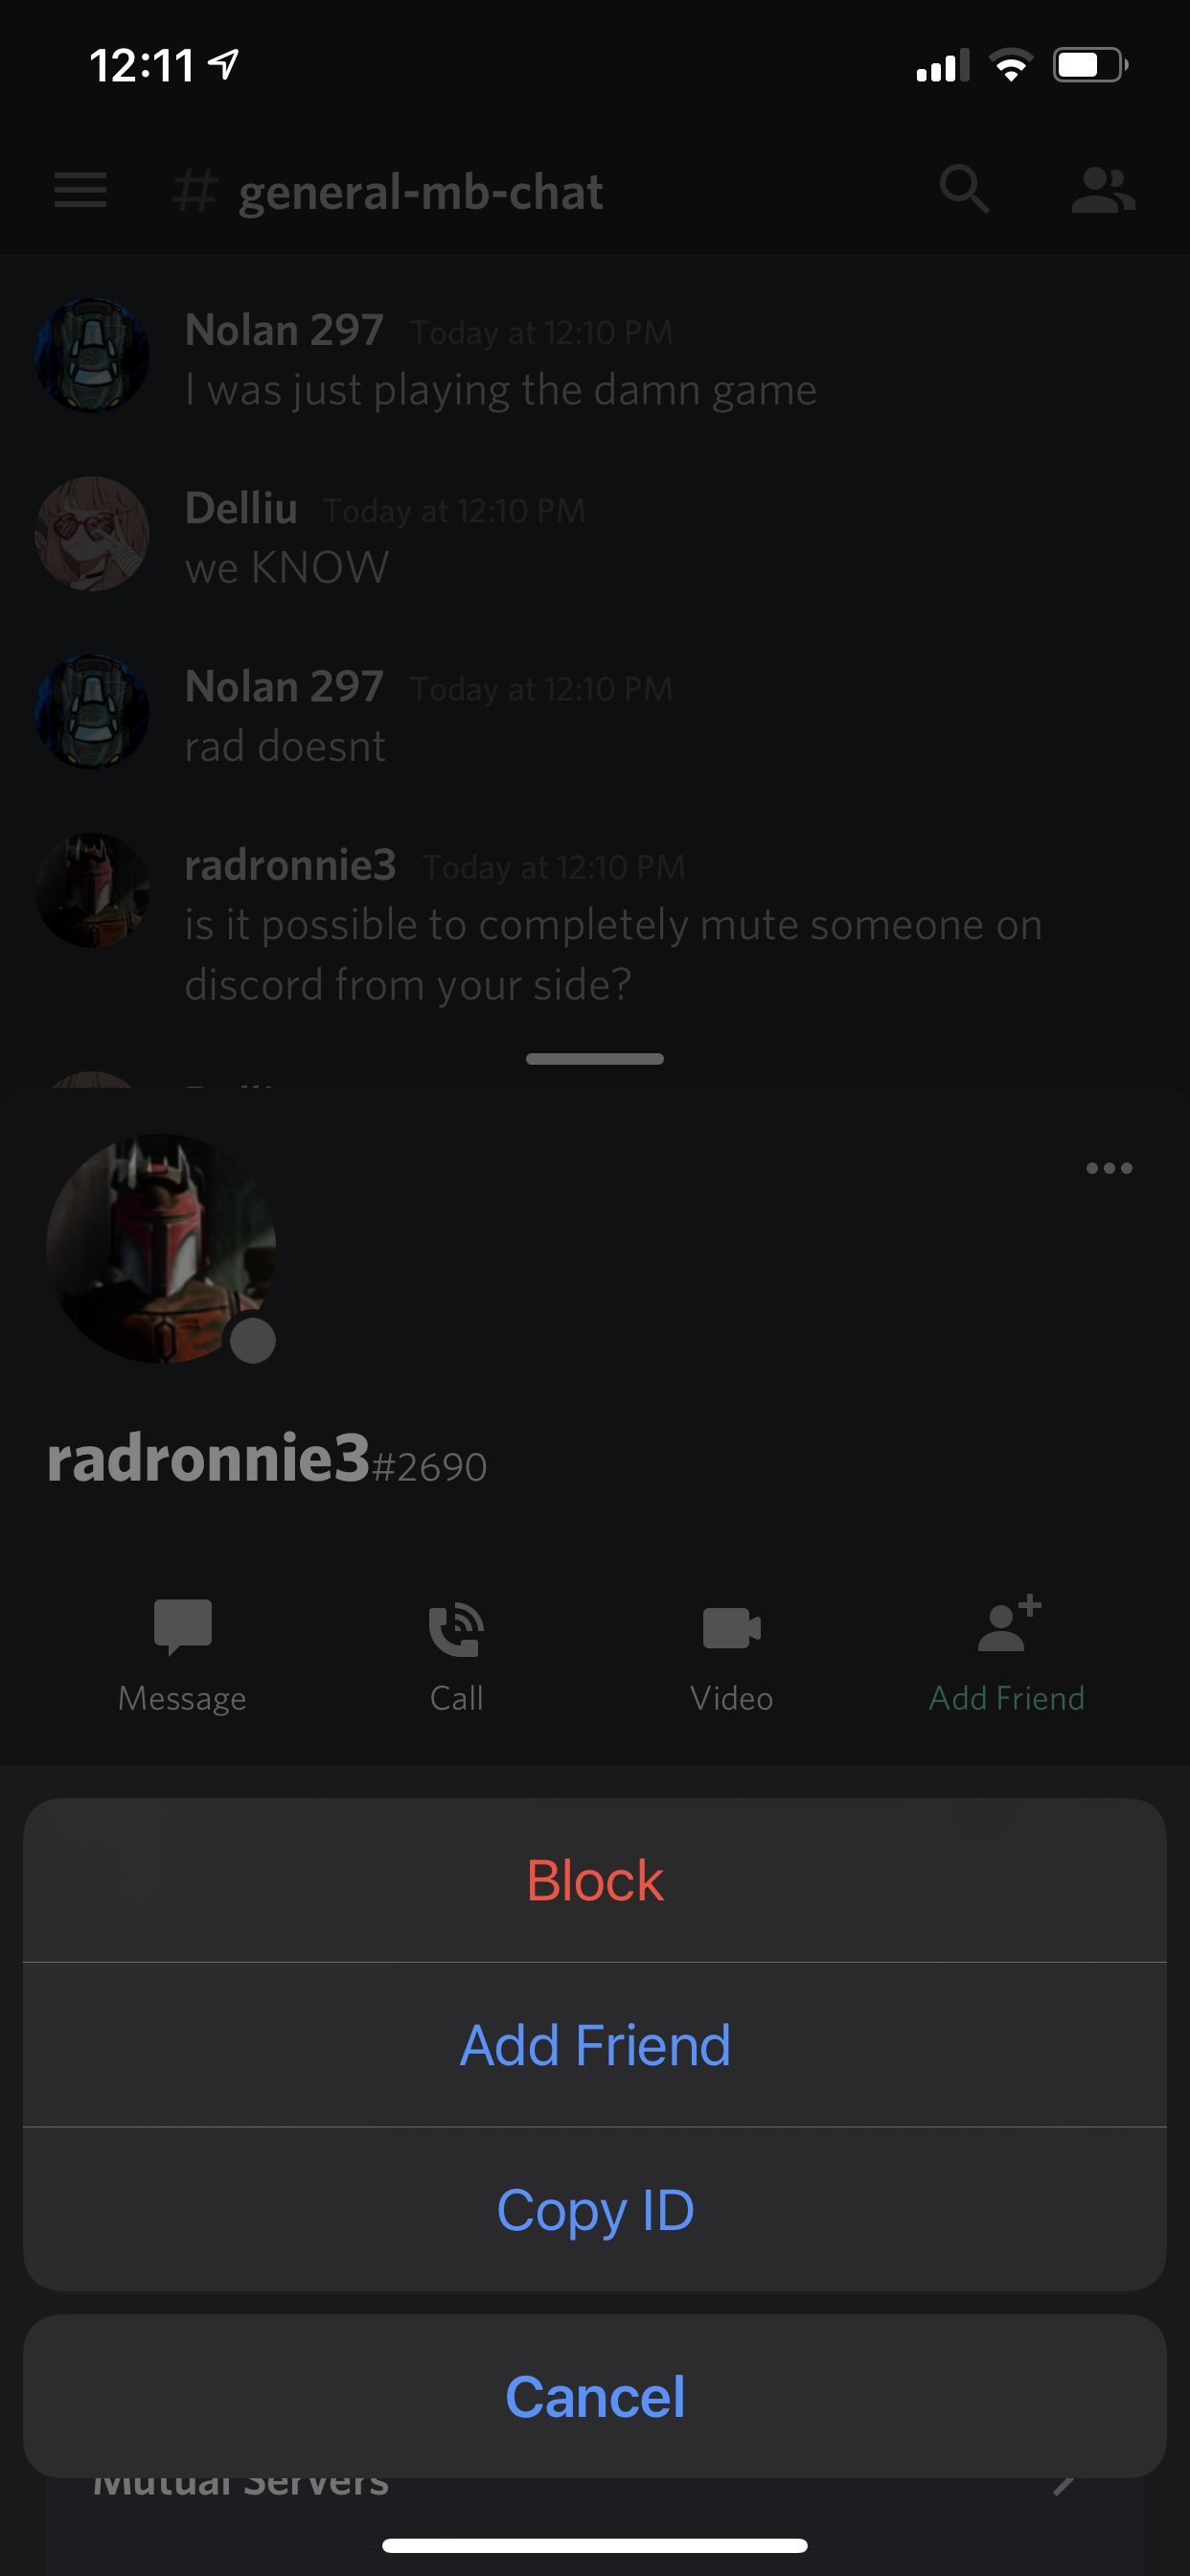 12:11
# general-mb-chat
Nolan 297 Today at 12:10 PM
I was just playing the damn game
Delliu Today at 12:10 PM
we KNOW
Nolan 297 Today at 12:10 PM
rad doesnt
radronnie3 Today at 12:10 PM
is it possible to completely mute someone on
discord from your side?
radronnie3#2690
Message Call Video Add Friend
Block
Add Friend
Copy ID
Cancel
Mutual Servers